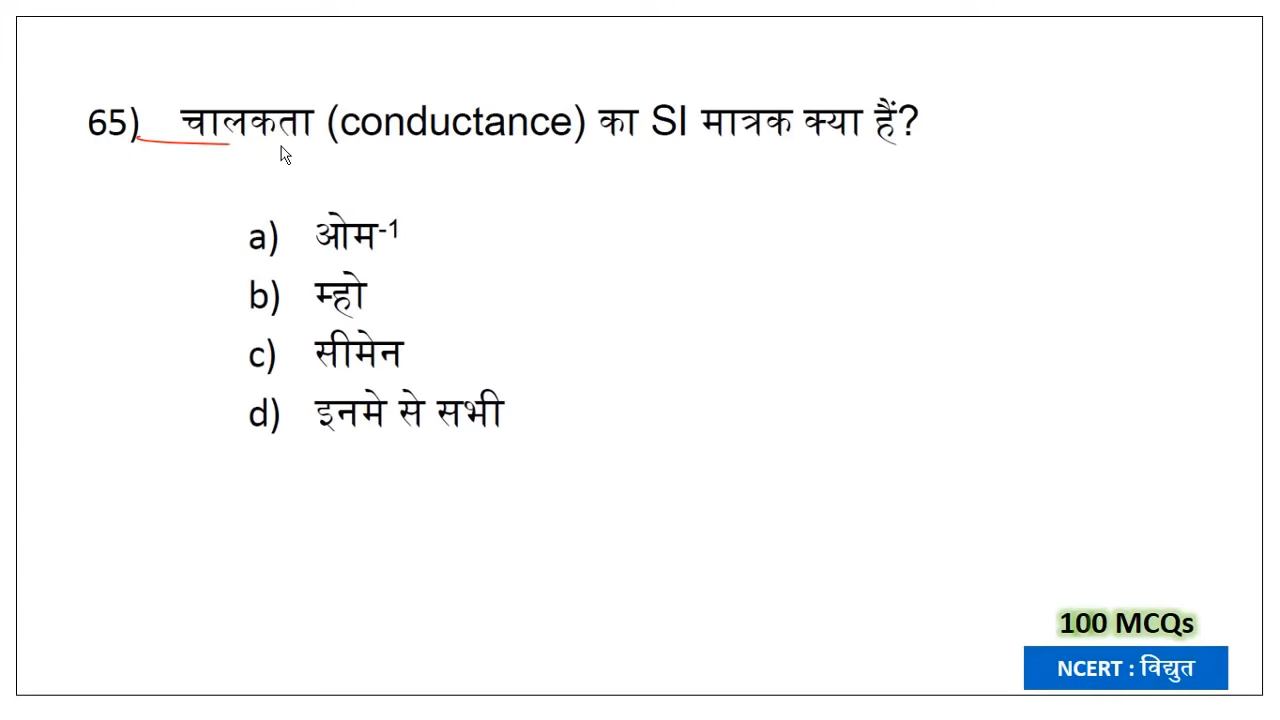 65) चालकता (conductance) का SI मात्रक क्या हैं?
a) ओम⁻¹
b) म्हो
c) सीमेन
d) इनमे से सभी
100 MCQs
NCERT : विद्युत